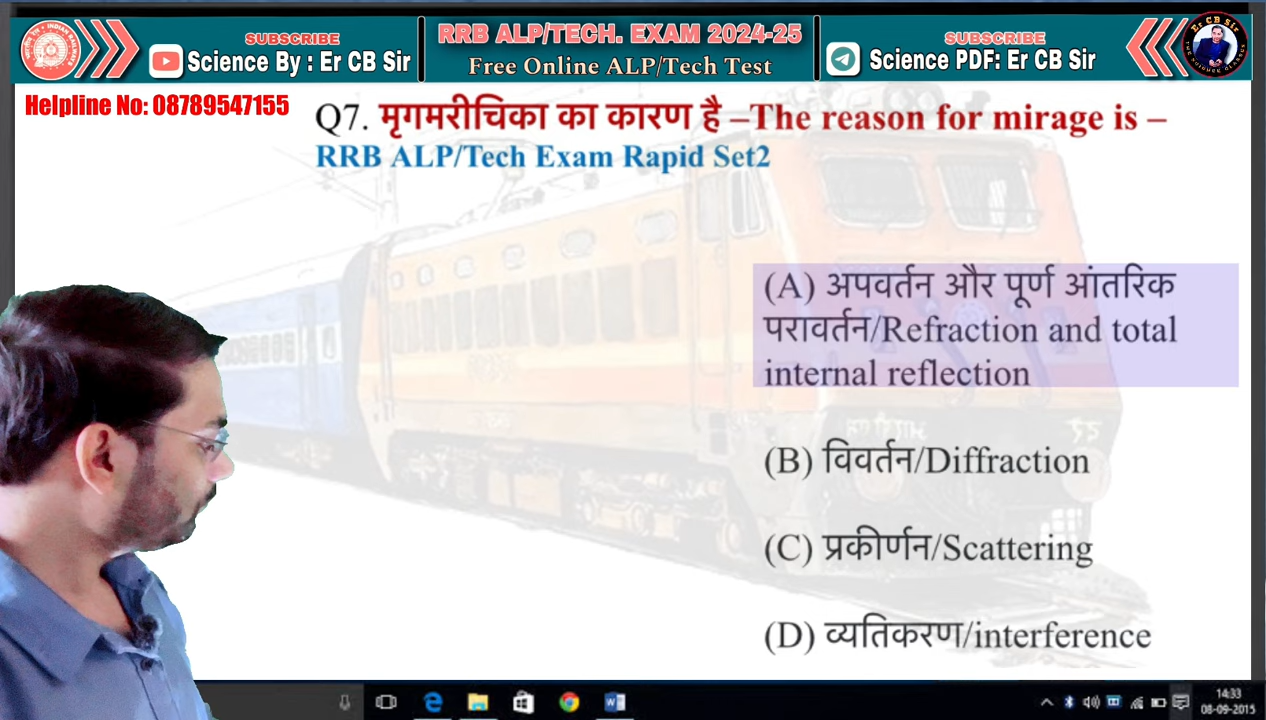 SUBSCRIBE
Science By : Er CB Sir
RRB ALP/TECH. EXAM 2024-25
Free Online ALP/Tech Test
SUBSCRIBE
Science PDF: Er CB Sir
Er CB Sir
Helpline No: 08789547155
Q7. मृगमरीचिका का कारण है –The reason for mirage is –
RRB ALP/Tech Exam Rapid Set2
(A) अपवर्तन और पूर्ण आंतरिक
परावर्तन/Refraction and total
internal reflection
(B) विवर्तन/Diffraction
(C) प्रकीर्णन/Scattering
(D) व्यतिकरण/interference
14:33
08-09-2015